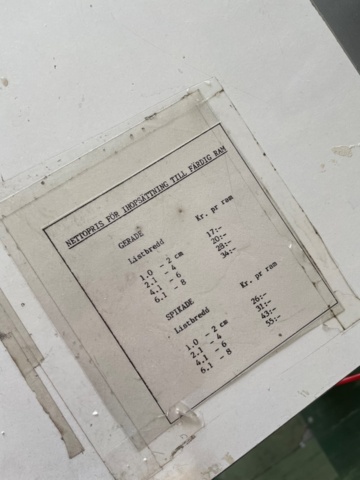 NETTOPRIS FÖR IHOPSÄTTNING TILL FÄRDIG RAM
GERADE
Listbredd Kr. pr ram
1.0 - 2 cm 17:-
2.1 - 4 20:-
4.1 - 6 28:-
6.1 - 8 34:-
SPIKADE
Listbredd Kr. pr ram
1.0 - 2 cm 26:-
2.1 - 4 31:-
4.1 - 6 43:-
6.1 - 8 55:-